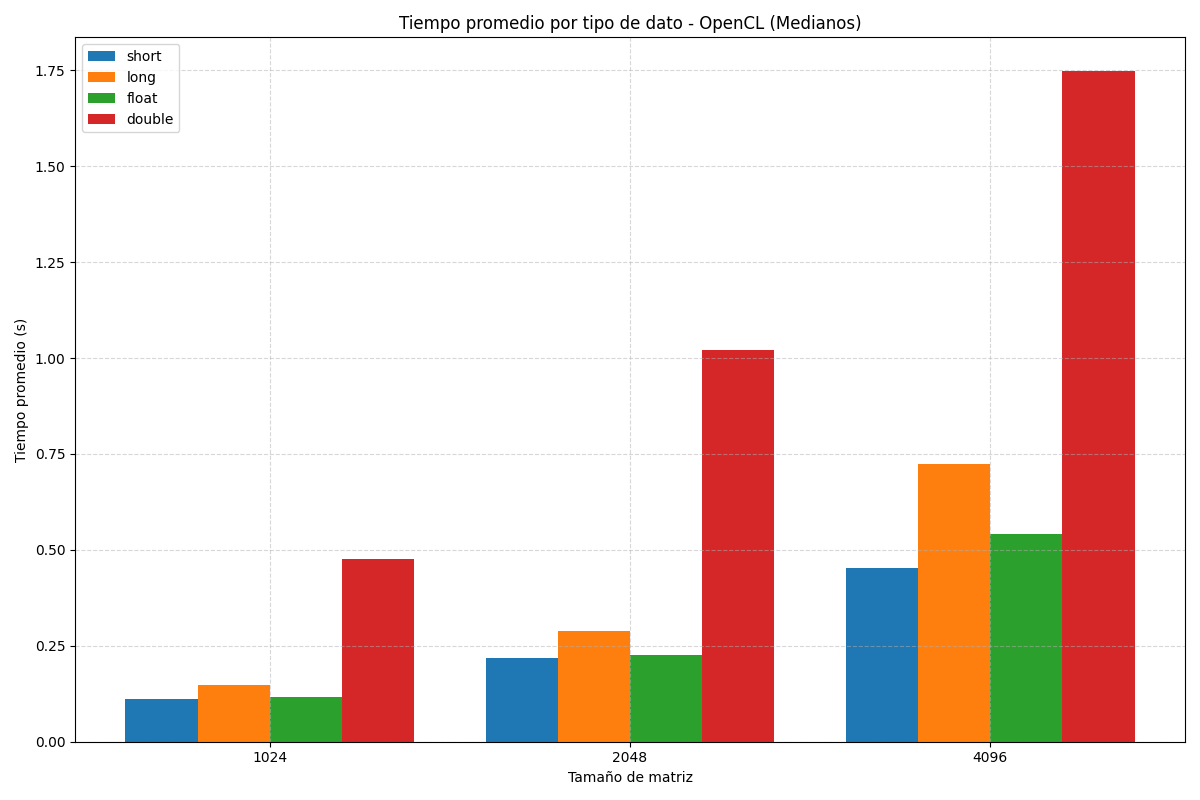 Tiempo promedio por tipo de dato - OpenCL (Medianos)
short
long
float
double
Tiempo promedio (s)
1.75
1.50
1.25
1.00
0.75
0.50
0.25
0.00
1024 2048 4096
Tamaño de matriz